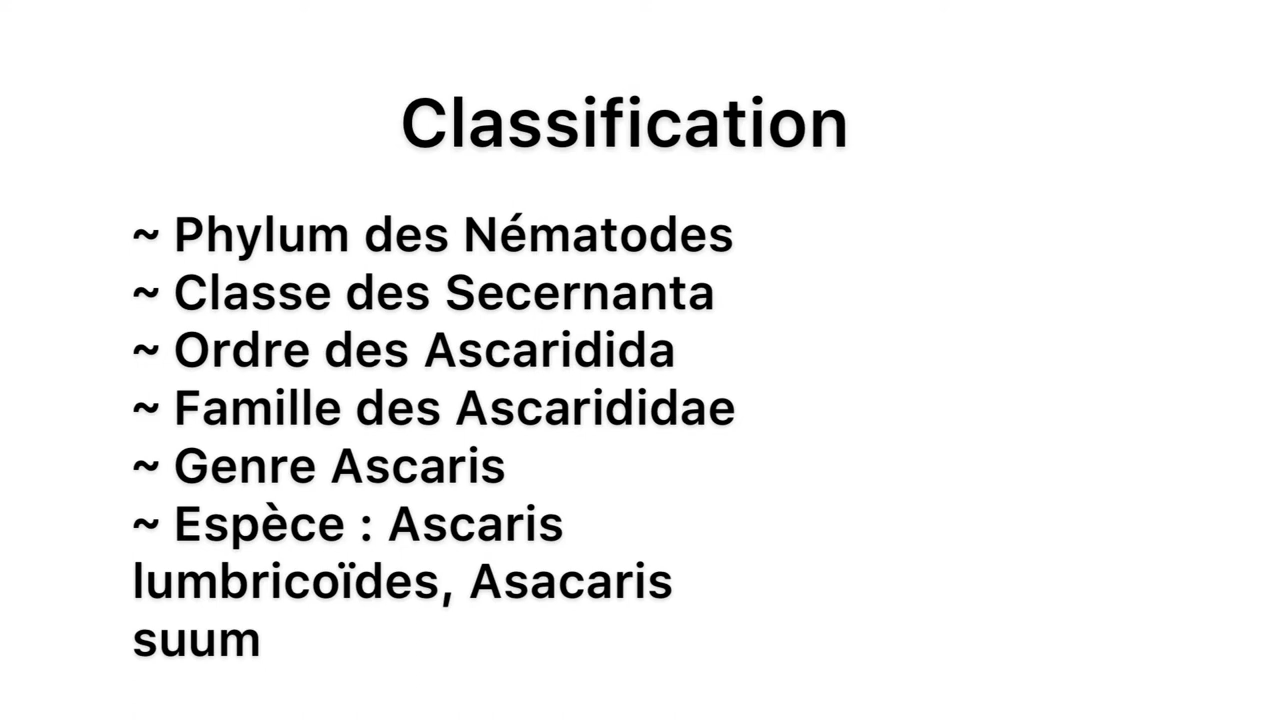 Classification
~ Phylum des Nématodes
~ Classe des Secernanta
~ Ordre des Ascaridida
~ Famille des Ascarididae
~ Genre Ascaris
~ Espèce : Ascaris
lumbricoïdes, Asacaris
suum